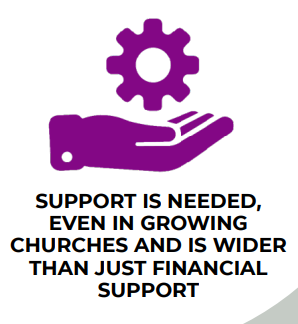 SUPPORT IS NEEDED,
EVEN IN GROWING
CHURCHES AND IS WIDER
THAN JUST FINANCIAL
SUPPORT